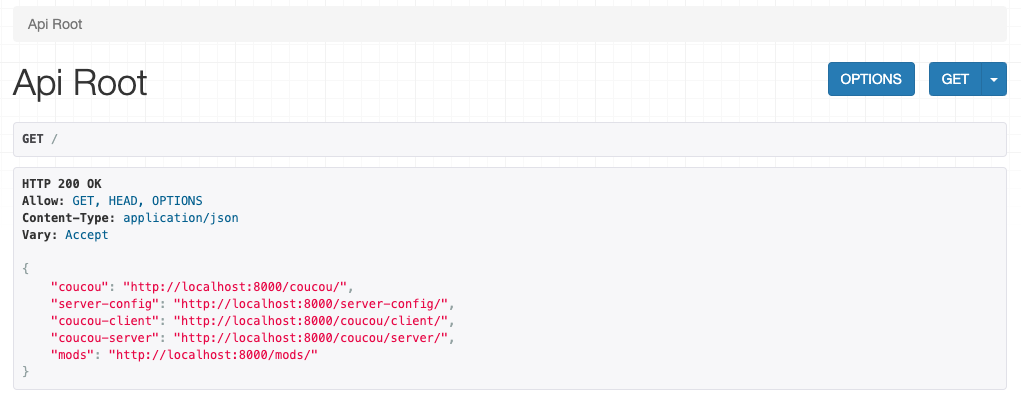 Api Root
Api Root
OPTIONS
GET
GET /
HTTP 200 OK
Allow: GET, HEAD, OPTIONS
Content-Type: application/json
Vary: Accept
{
    "coucou": "http://localhost:8000/coucou/",
    "server-config": "http://localhost:8000/server-config/",
    "coucou-client": "http://localhost:8000/coucou/client/",
    "coucou-server": "http://localhost:8000/coucou/server/",
    "mods": "http://localhost:8000/mods/"
}